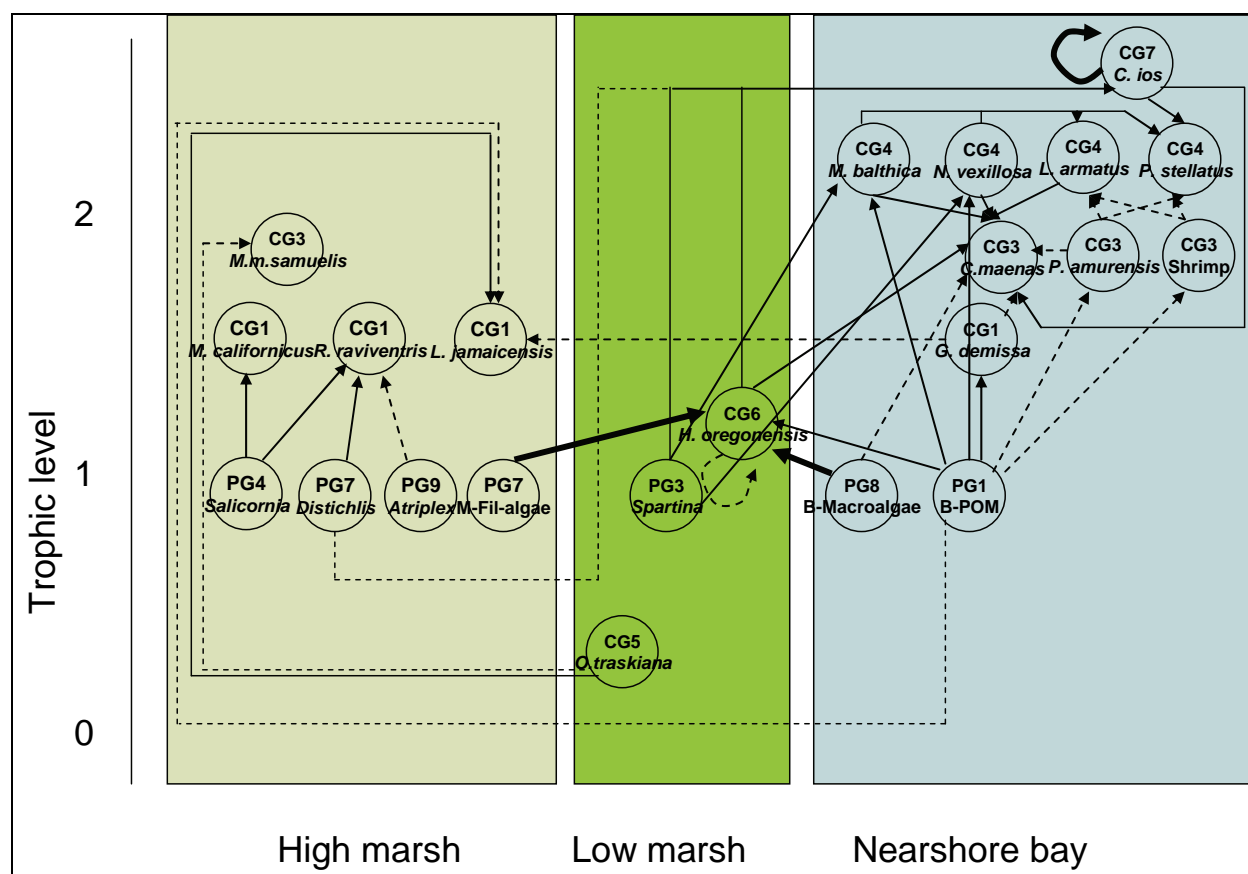 Trophic level
2
1
0
CG7
C. ios
CG4
M. balthica
CG4
N. vexillosa
CG4
L. armatus
CG4
P. stellatus
CG3
M.m.samuelis
CG3
C.maenas
CG3
P. amurensis
CG3
Shrimp
CG1
M. californicus
CG1
R. raviventris
CG1
L. jamaicensis
CG1
G. demissa
CG6
H. oregonensis
PG4
Salicornia
PG7
Distichlis
PG9
Atriplex
PG7
M-Fil-algae
PG3
Spartina
PG8
B-Macroalgae
PG1
B-POM
CG5
O.traskiana
High marsh
Low marsh
Nearshore bay